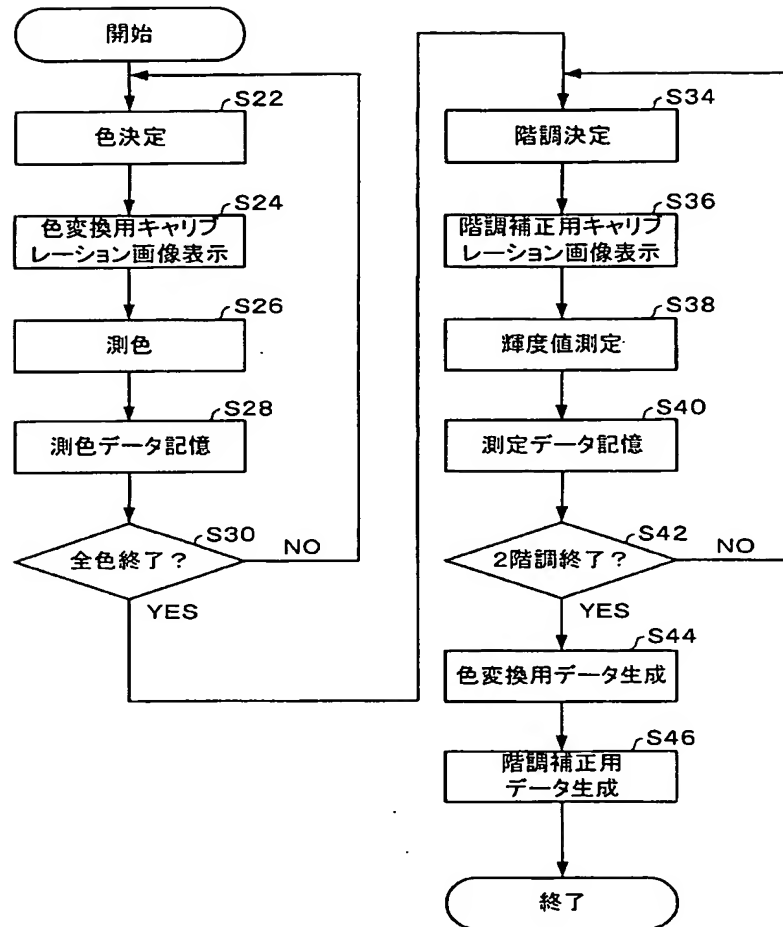 開始
S22
色決定
S24
色変換用キャリブ
レーション画像表示
S26
測色
S28
測色データ記憶
S30
全色終了?
NO
YES
S34
階調決定
S36
階調補正用キャリブ
レーション画像表示
S38
輝度値測定
S40
測定データ記憶
S42
2階調終了?
NO
YES
S44
色変換用データ生成
S46
階調補正用
データ生成
終了